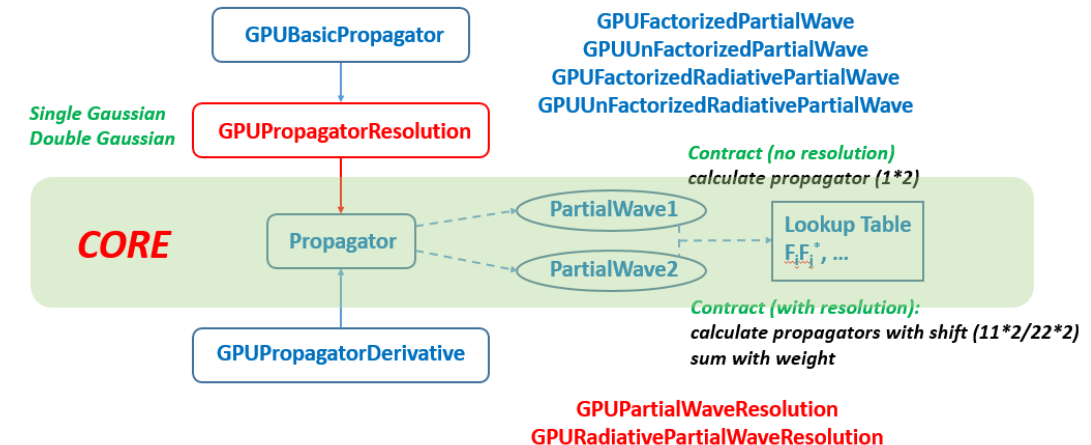 GPUBasicPropagator
GPUFactorizedPartialWave
GPUUnFactorizedPartialWave
GPUFactorizedRadiativePartialWave
GPUUnFactorizedRadiativePartialWave
Single Gaussian
Double Gaussian
GPUPropagatorResolution
Contract (no resolution)
calculate propagator (1*2)
CORE
Propagator
PartialWave1
PartialWave2
Lookup Table
FiFj*, ...
Contract (with resolution):
calculate propagators with shift (11*2/22*2)
sum with weight
GPUPropagatorDerivative
GPUPartialWaveResolution
GPURadiativePartialWaveResolution